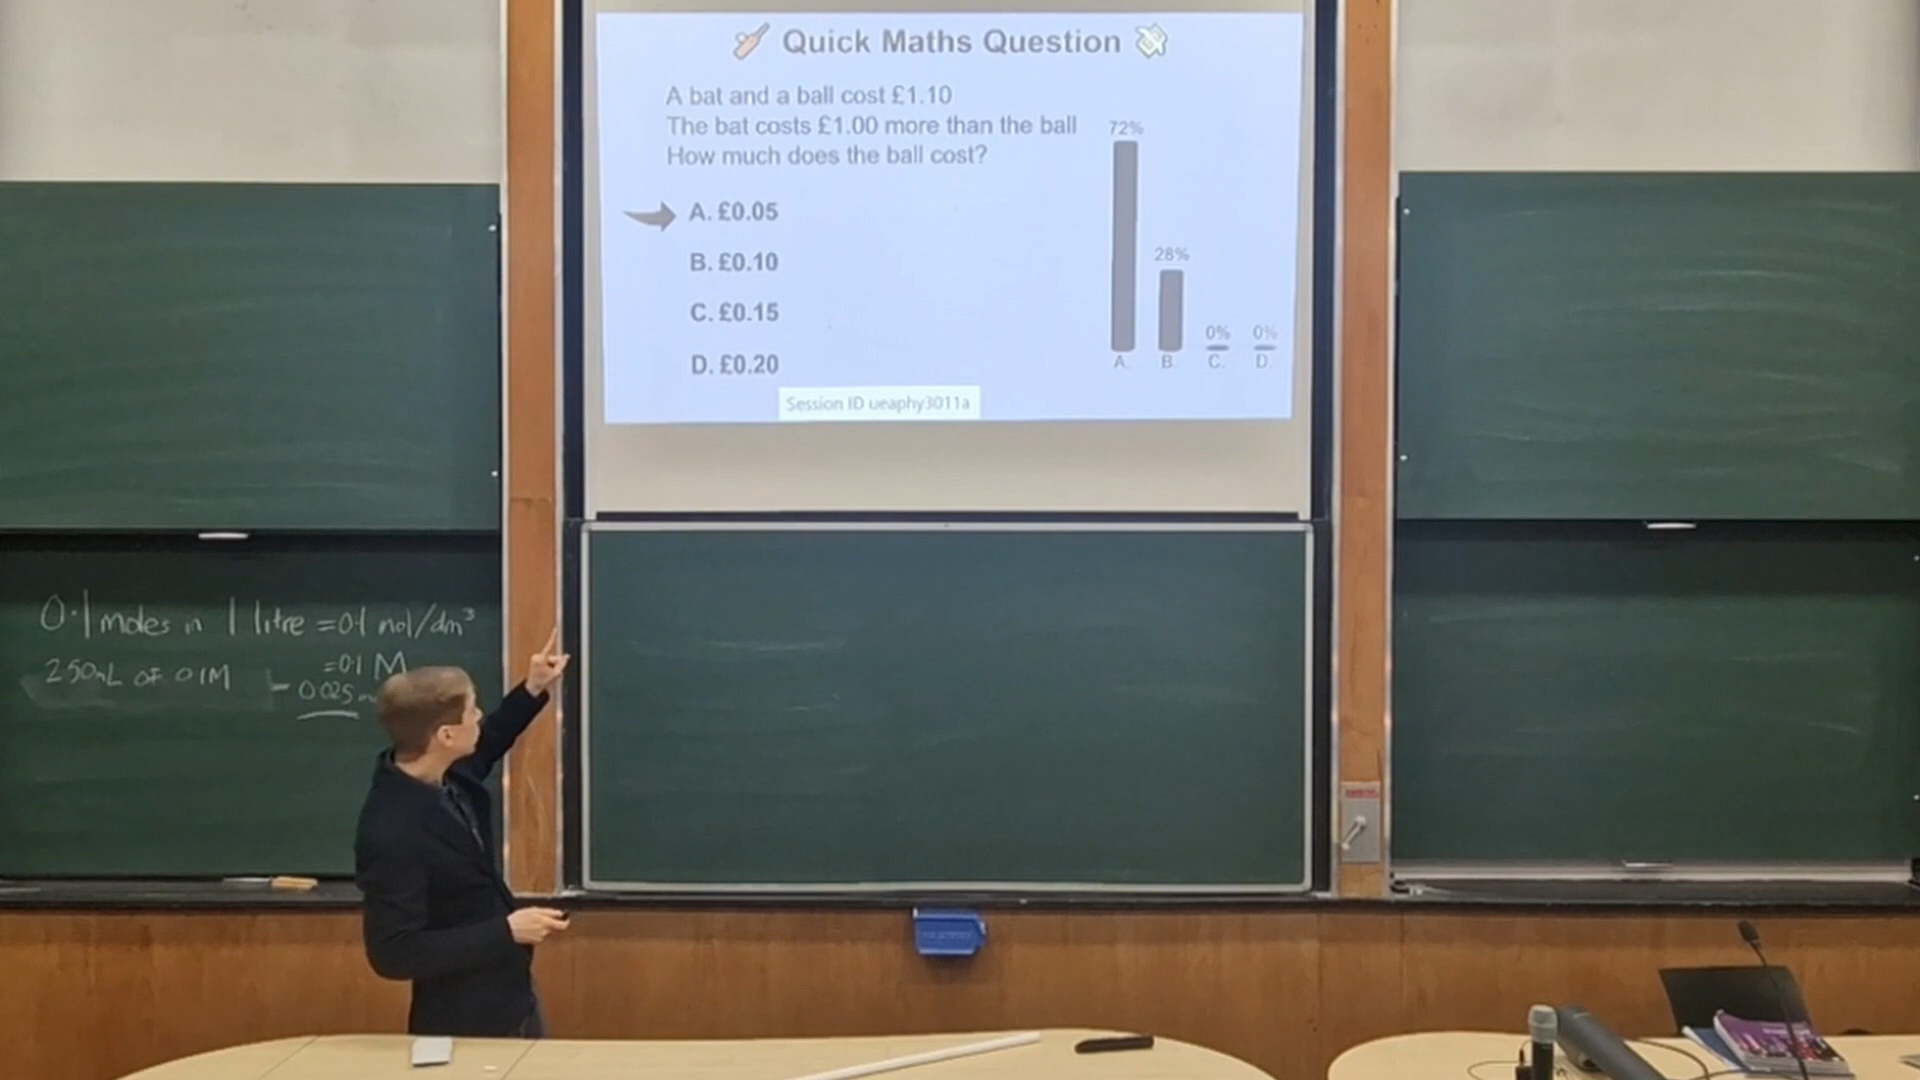 Quick Maths Question
A bat and a ball cost £1.10
The bat costs £1.00 more than the ball
How much does the ball cost?
A. £0.05
B. £0.10
C. £0.15
D. £0.20
72%
28%
0%
0%
A.
B.
C.
D.
Session ID ueaphy3011a
0.1 moles in 1 litre = 0.1 mol/dm³
= 0.1 M
250mL OF 0.1M
= 0.025